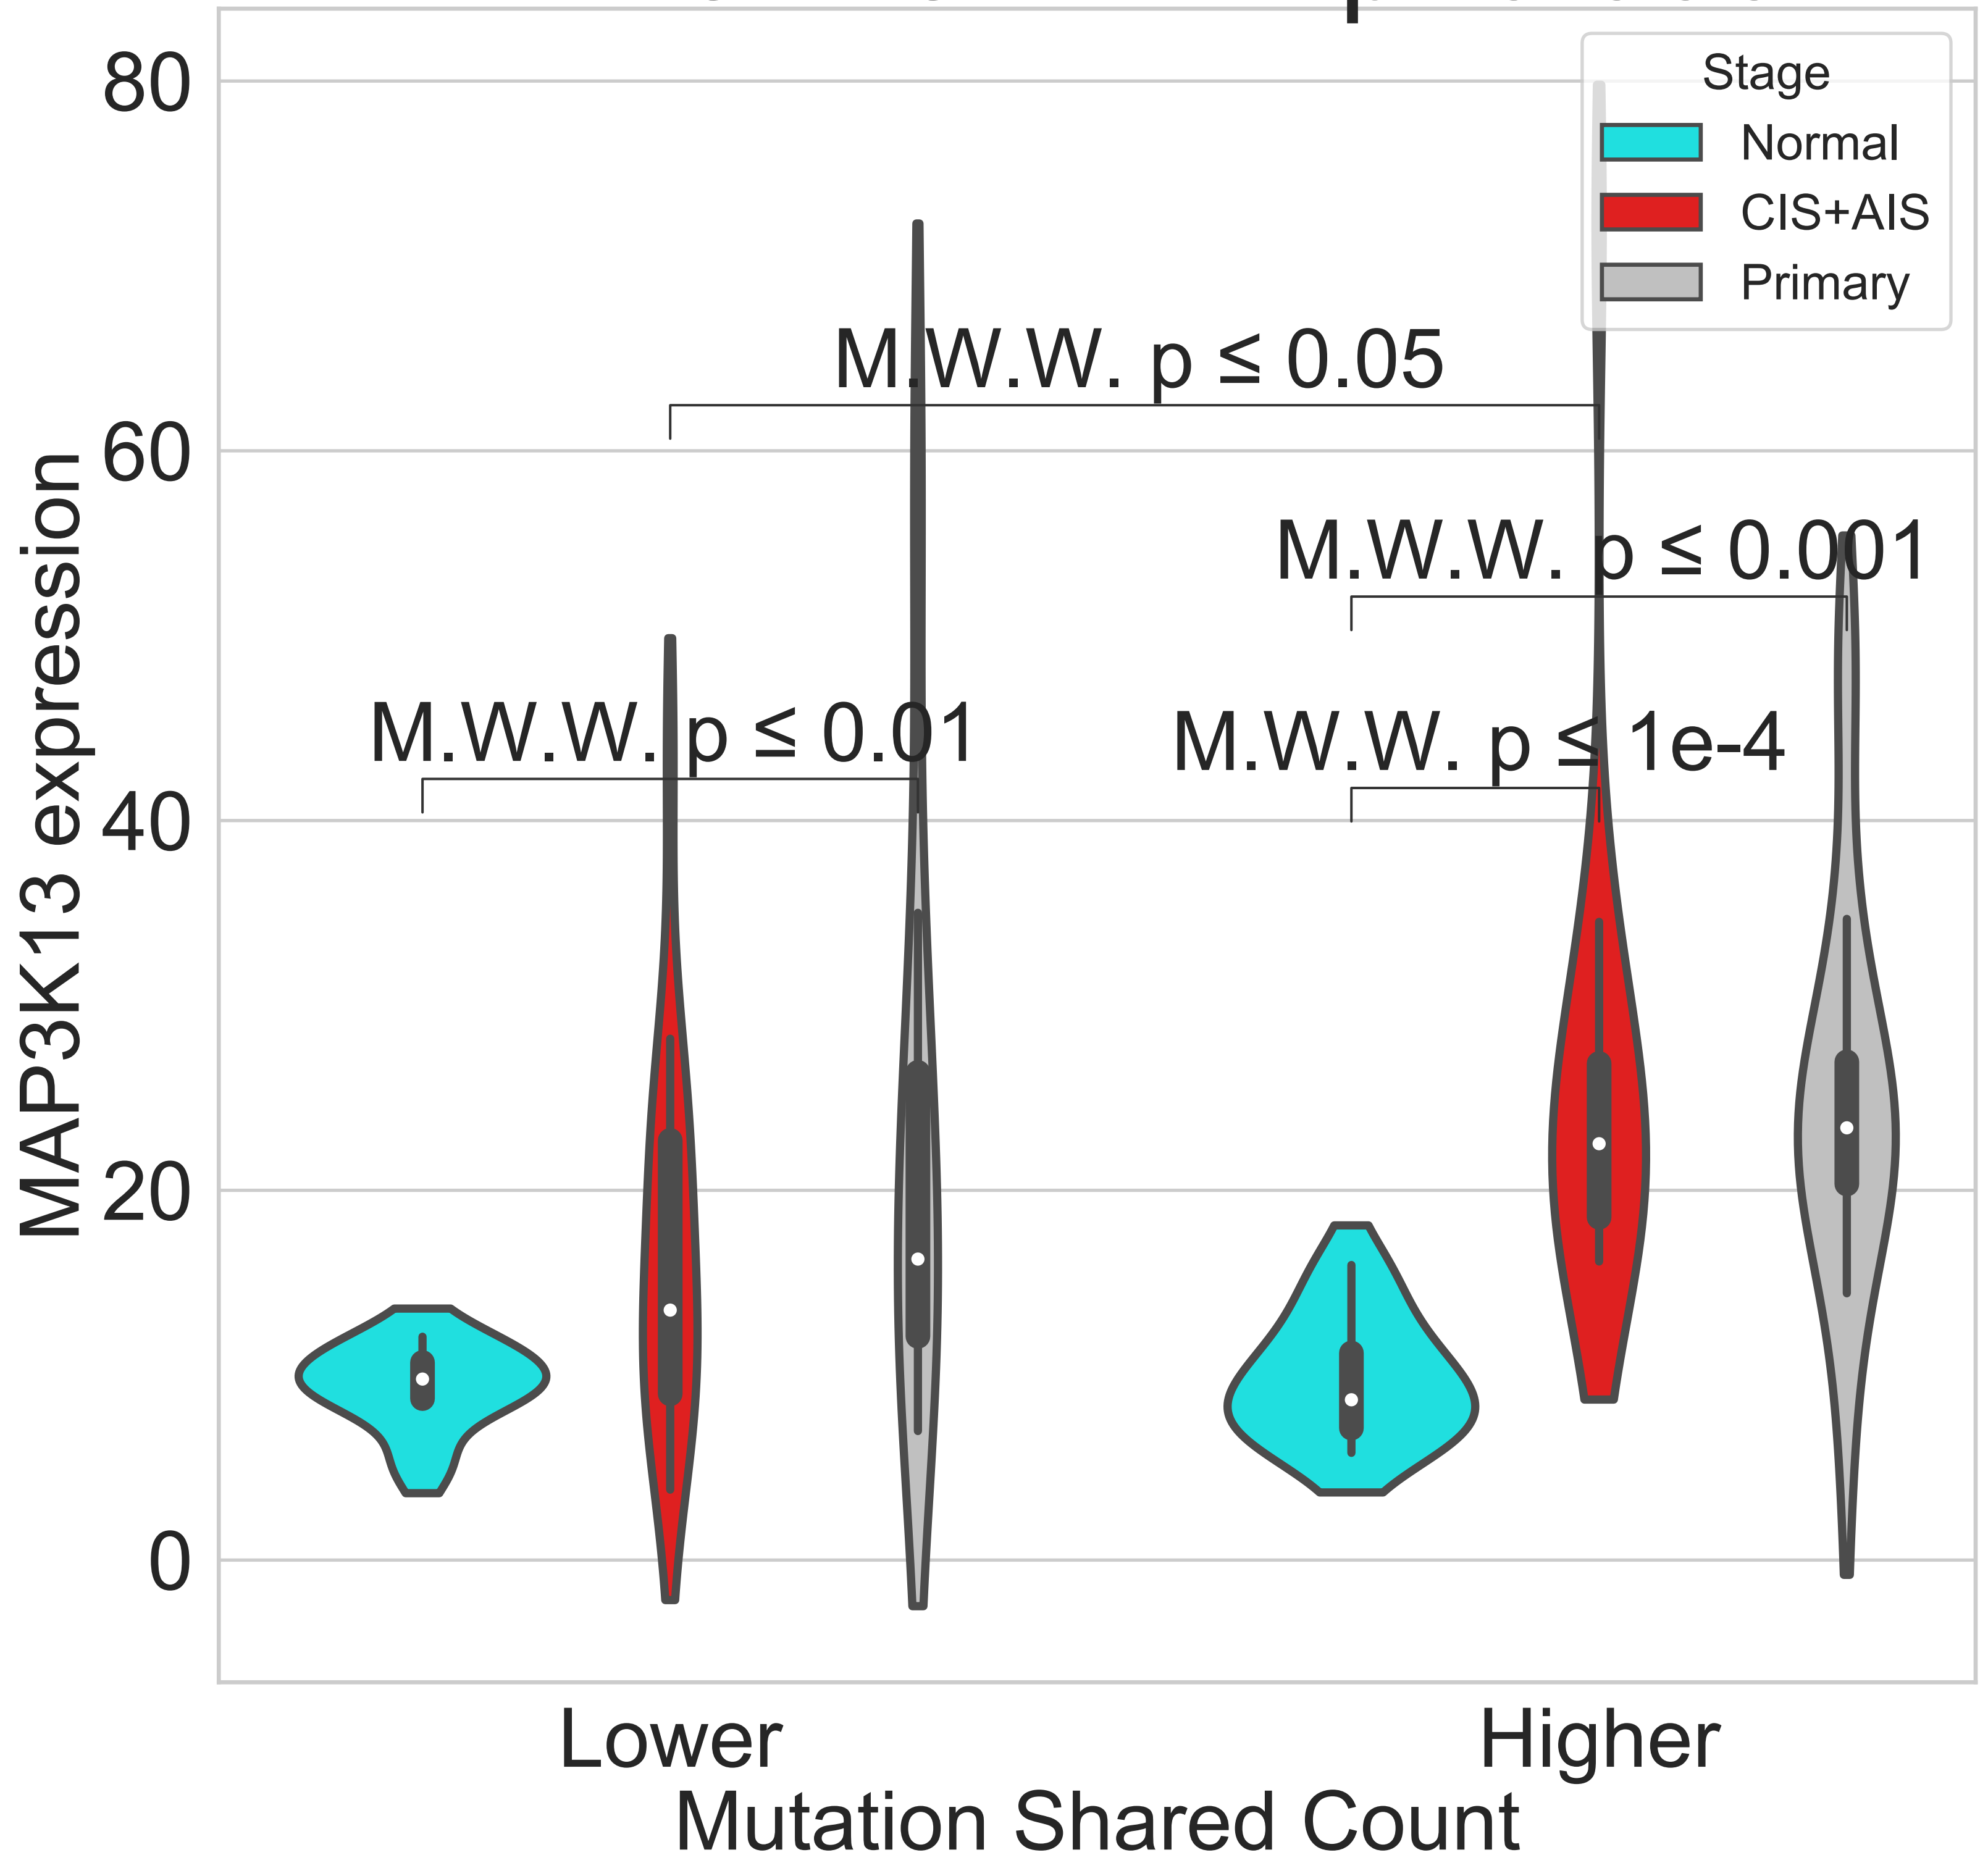 80
60
40
20
0
MAP3K13 expression
Stage
Normal
CIS+AIS
Primary
M.W.W. p ≤ 0.05
M.W.W. p ≤ 0.001
M.W.W. p ≤ 0.01
M.W.W. p ≤ 1e-4
Lower
Higher
Mutation Shared Count